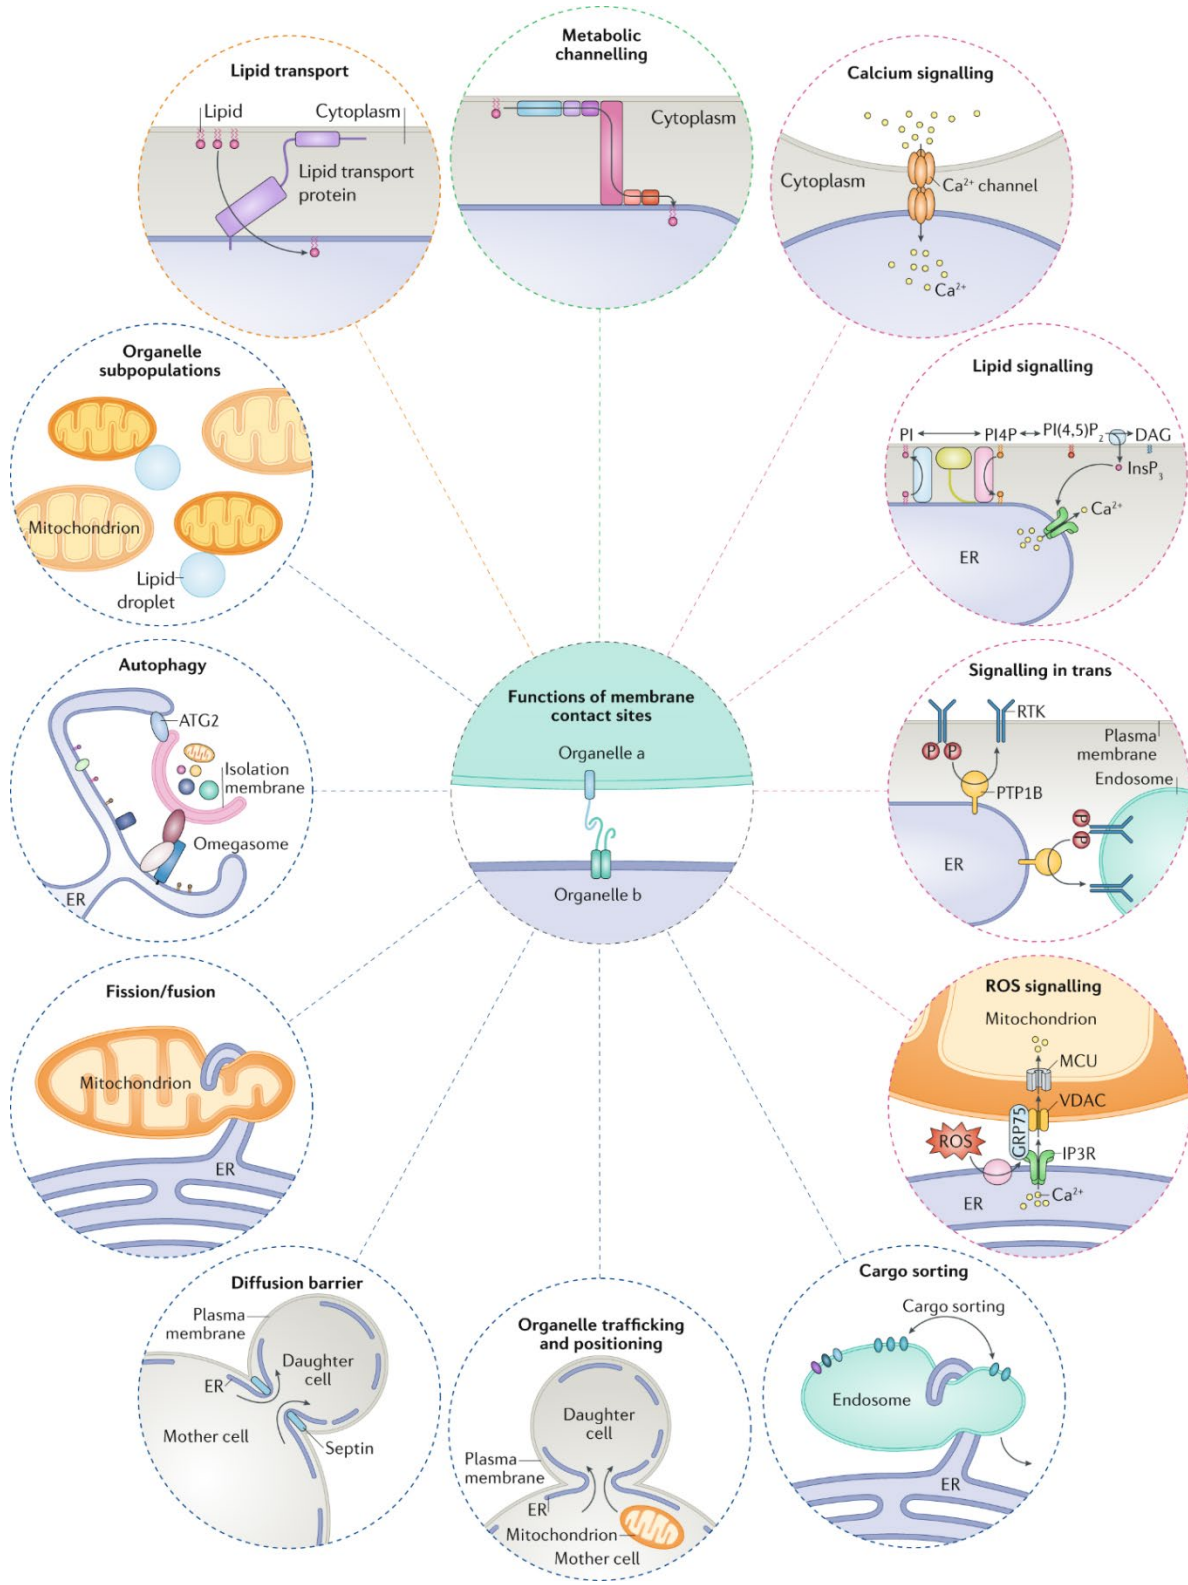 Lipid transport
Lipid
Cytoplasm
Lipid transport
protein
Metabolic
channelling
Cytoplasm
Calcium signalling
Cytoplasm
Ca²⁺ channel
Ca²⁺
Organelle
subpopulations
Mitochondrion
Lipid
droplet
Lipid signalling
PI
PI4P
PI(4,5)P₂
DAG
InsP₃
Ca²⁺
ER
Autophagy
ATG2
Isolation
membrane
Omegasome
ER
Functions of membrane
contact sites
Organelle a
Organelle b
Signalling in trans
RTK
Plasma
membrane
P P
Endosome
PTP1B
P
P
ER
Fission/fusion
Mitochondrion
ER
ROS signalling
Mitochondrion
MCU
VDAC
GRP75
ROS
IP3R
ER
Ca²⁺
Diffusion barrier
Plasma
membrane
ER
Daughter
cell
Mother cell
Septin
Organelle trafficking
and positioning
Daughter
cell
Plasma
membrane
ER
Mitochondrion
Mother cell
Cargo sorting
Cargo sorting
Endosome
ER